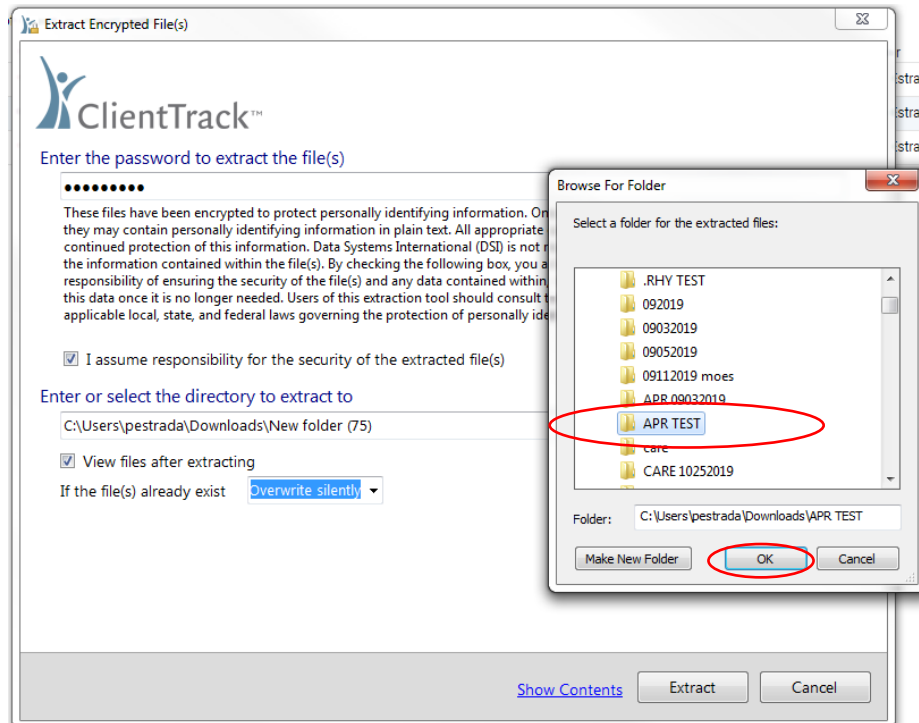 Extract Encrypted File(s)
ClientTrack™
Enter the password to extract the file(s)
•••••••••
These files have been encrypted to protect personally identifying information. On
they may contain personally identifying information in plain text. All appropriate
continued protection of this information. Data Systems International (DSI) is not
the information contained within the file(s). By checking the following box, you
responsibility of ensuring the security of the file(s) and any data contained within
this data once it is no longer needed. Users of this extraction tool should consult
applicable local, state, and federal laws governing the protection of personally ide
I assume responsibility for the security of the extracted file(s)
Enter or select the directory to extract to
C:\Users\pestrada\Downloads\New folder (75)
View files after extracting
If the file(s) already exist Overwrite silently
Show Contents Extract Cancel
Browse For Folder
Select a folder for the extracted files:
.RHY TEST
092019
09032019
09052019
09112019 moes
APR 09032019
APR TEST
care
CARE 10252019
Folder: C:\Users\pestrada\Downloads\APR TEST
Make New Folder OK Cancel